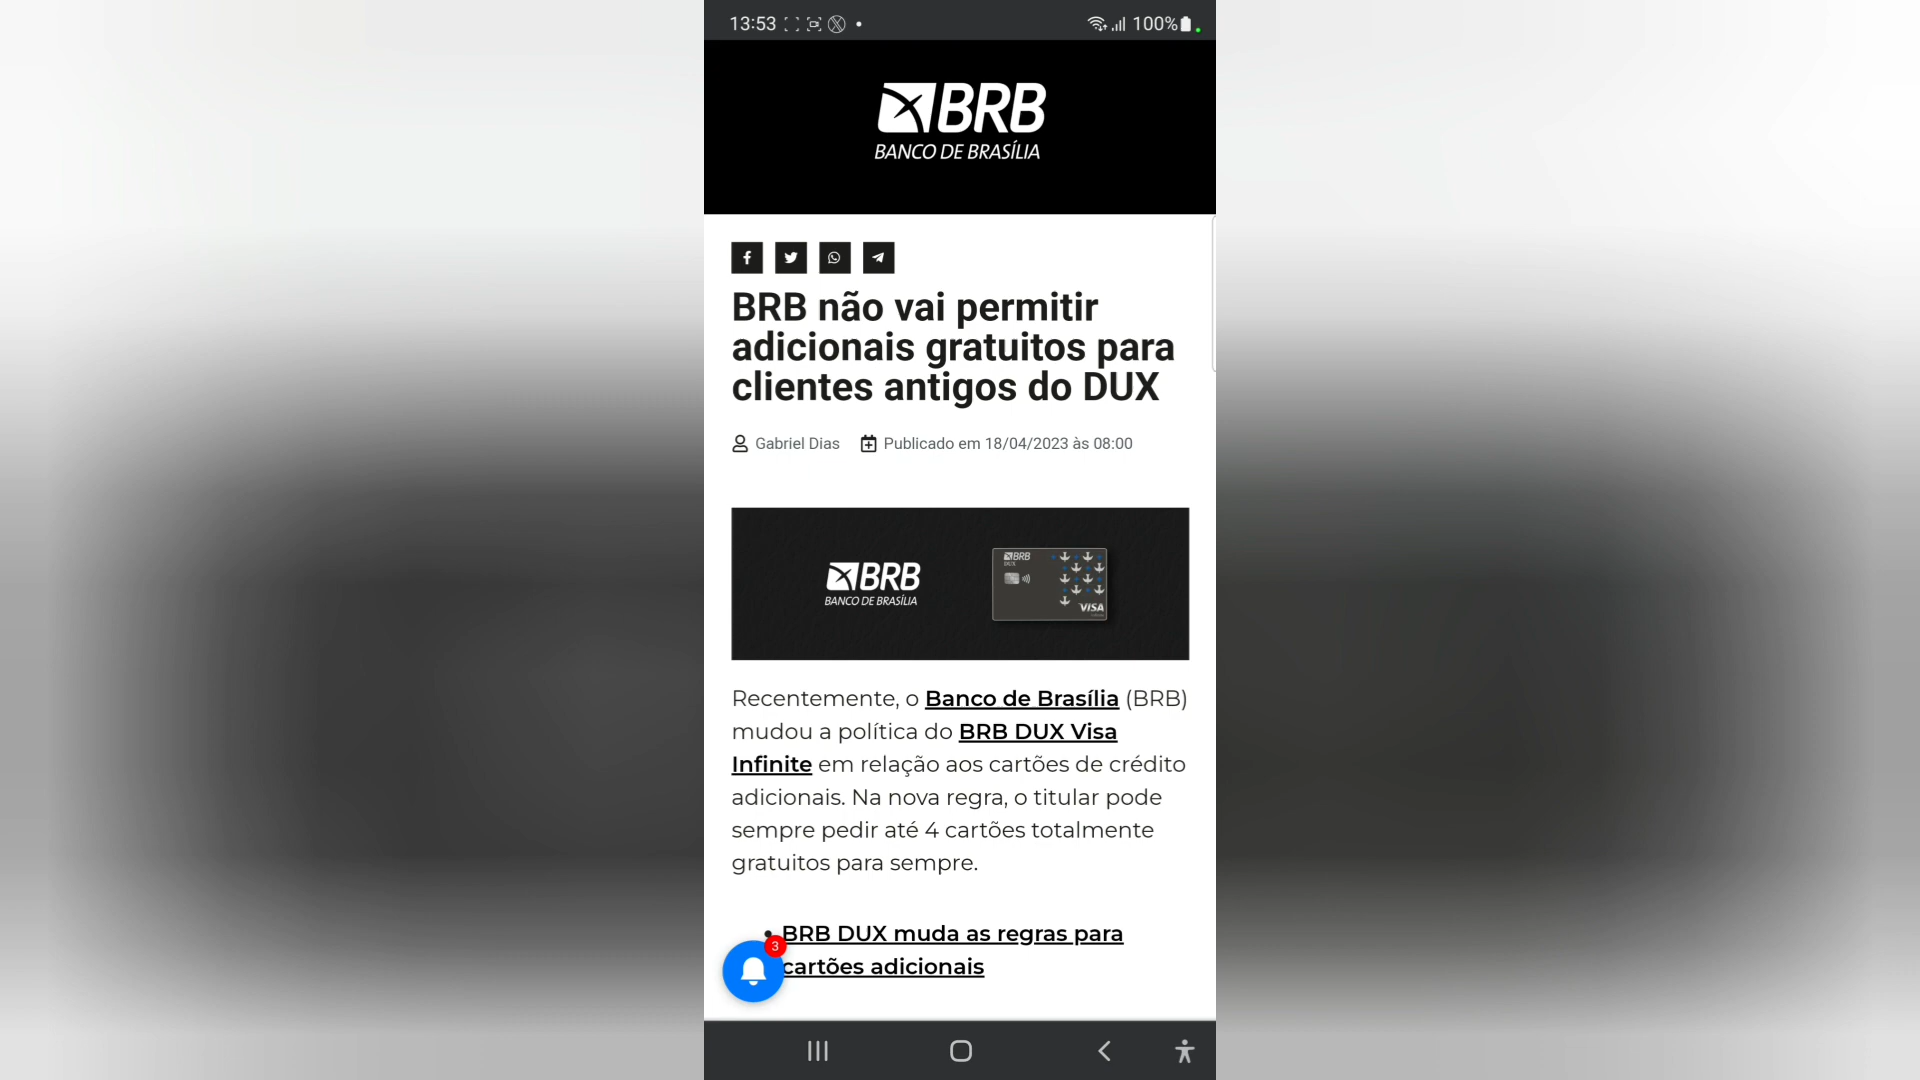 13:53
100%
BRB
BANCO DE BRASÍLIA
BRB não vai permitir
adicionais gratuitos para
clientes antigos do DUX
Gabriel Dias Publicado em 18/04/2023 às 08:00
BRB
BANCO DE BRASÍLIA
BRB
DUX
VISA
Recentemente, o Banco de Brasília (BRB)
mudou a política do BRB DUX Visa
Infinite em relação aos cartões de crédito
adicionais. Na nova regra, o titular pode
sempre pedir até 4 cartões totalmente
gratuitos para sempre.
• BRB DUX muda as regras para
cartões adicionais
3